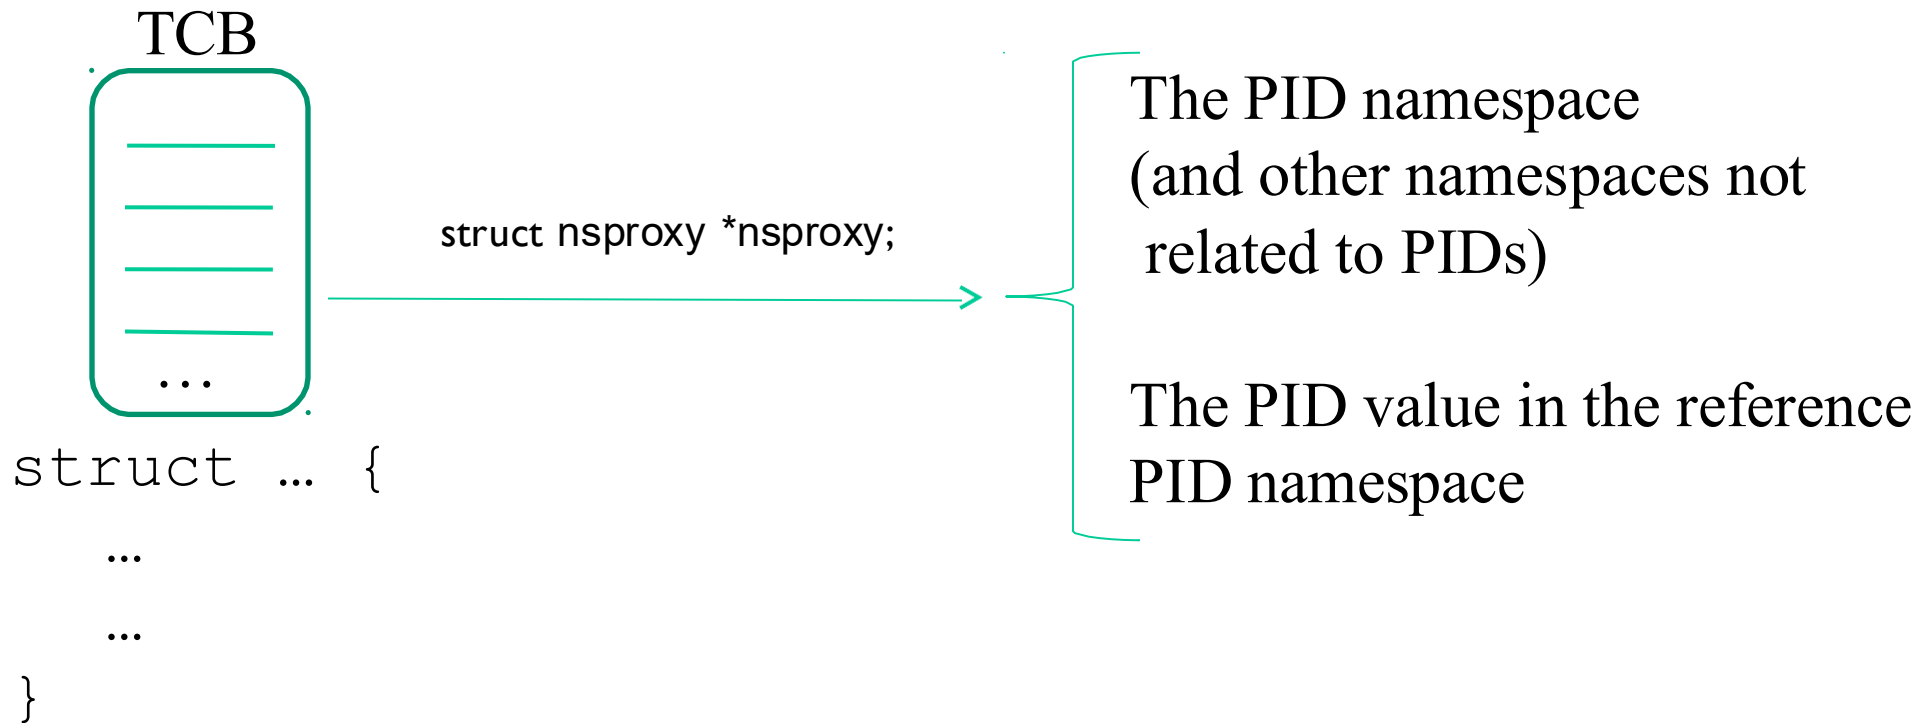 TCB
...
struct … {
…
…
}
struct nsproxy *nsproxy;
The PID namespace
(and other namespaces not
related to PIDs)
The PID value in the reference
PID namespace